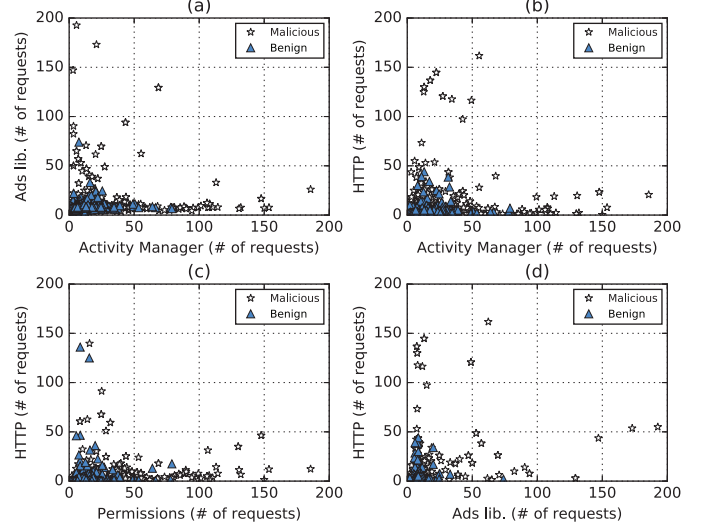 (a)
200
150
100
50
0
Ads lib. (# of requests)
Malicious
Benign
0 50 100 150 200
Activity Manager (# of requests)
(b)
200
150
100
50
0
HTTP (# of requests)
Malicious
Benign
0 50 100 150 200
Activity Manager (# of requests)
(c)
200
150
100
50
0
HTTP (# of requests)
Malicious
Benign
0 50 100 150 200
Permissions (# of requests)
(d)
200
150
100
50
0
HTTP (# of requests)
Malicious
Benign
0 50 100 150 200
Ads lib. (# of requests)